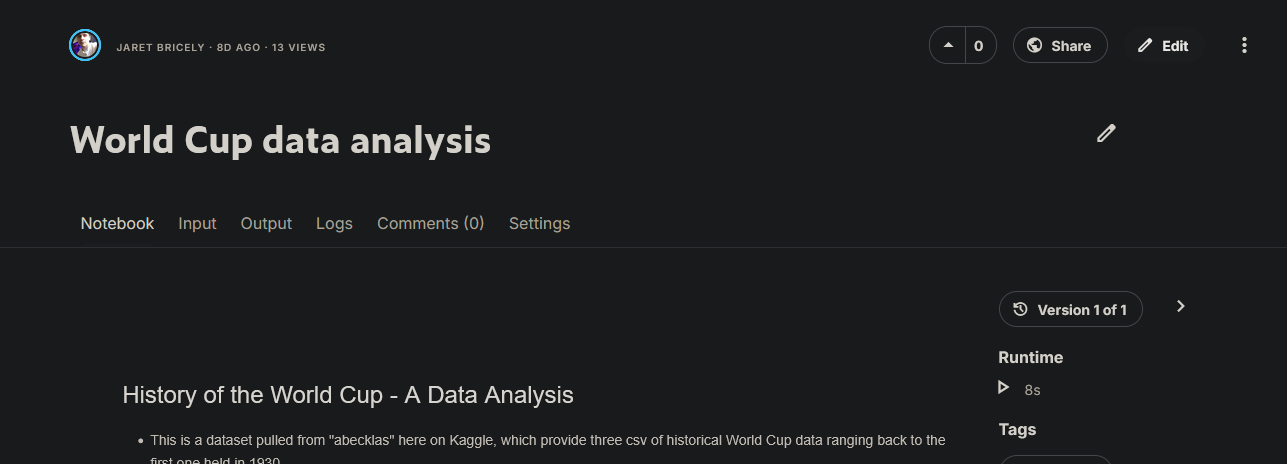 JARET BRICELY · 8D AGO · 13 VIEWS
0
Share
Edit
World Cup data analysis
Notebook Input Output Logs Comments (0) Settings
Version 1 of 1
Runtime
8s
History of the World Cup - A Data Analysis
Tags
• This is a dataset pulled from "abecklas" here on Kaggle, which provide three csv of historical World Cup data ranging back to the
first one held in 1930